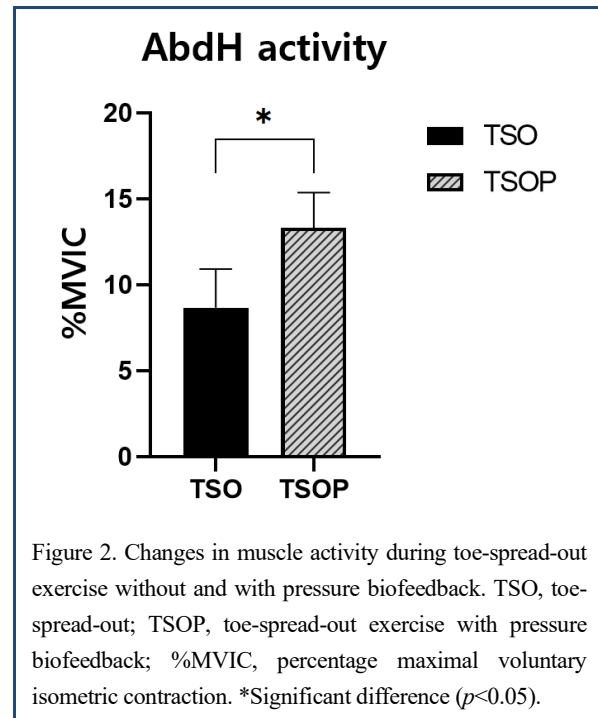 AbdH activity
20
15
10
5
0
%MVIC
*
TSO
TSOP
TSO
TSOP
Figure 2. Changes in muscle activity during toe-spread-out
exercise without and with pressure biofeedback. TSO, toe-
spread-out; TSOP, toe-spread-out exercise with pressure
biofeedback; %MVIC, percentage maximal voluntary
isometric contraction. *Significant difference (p<0.05).